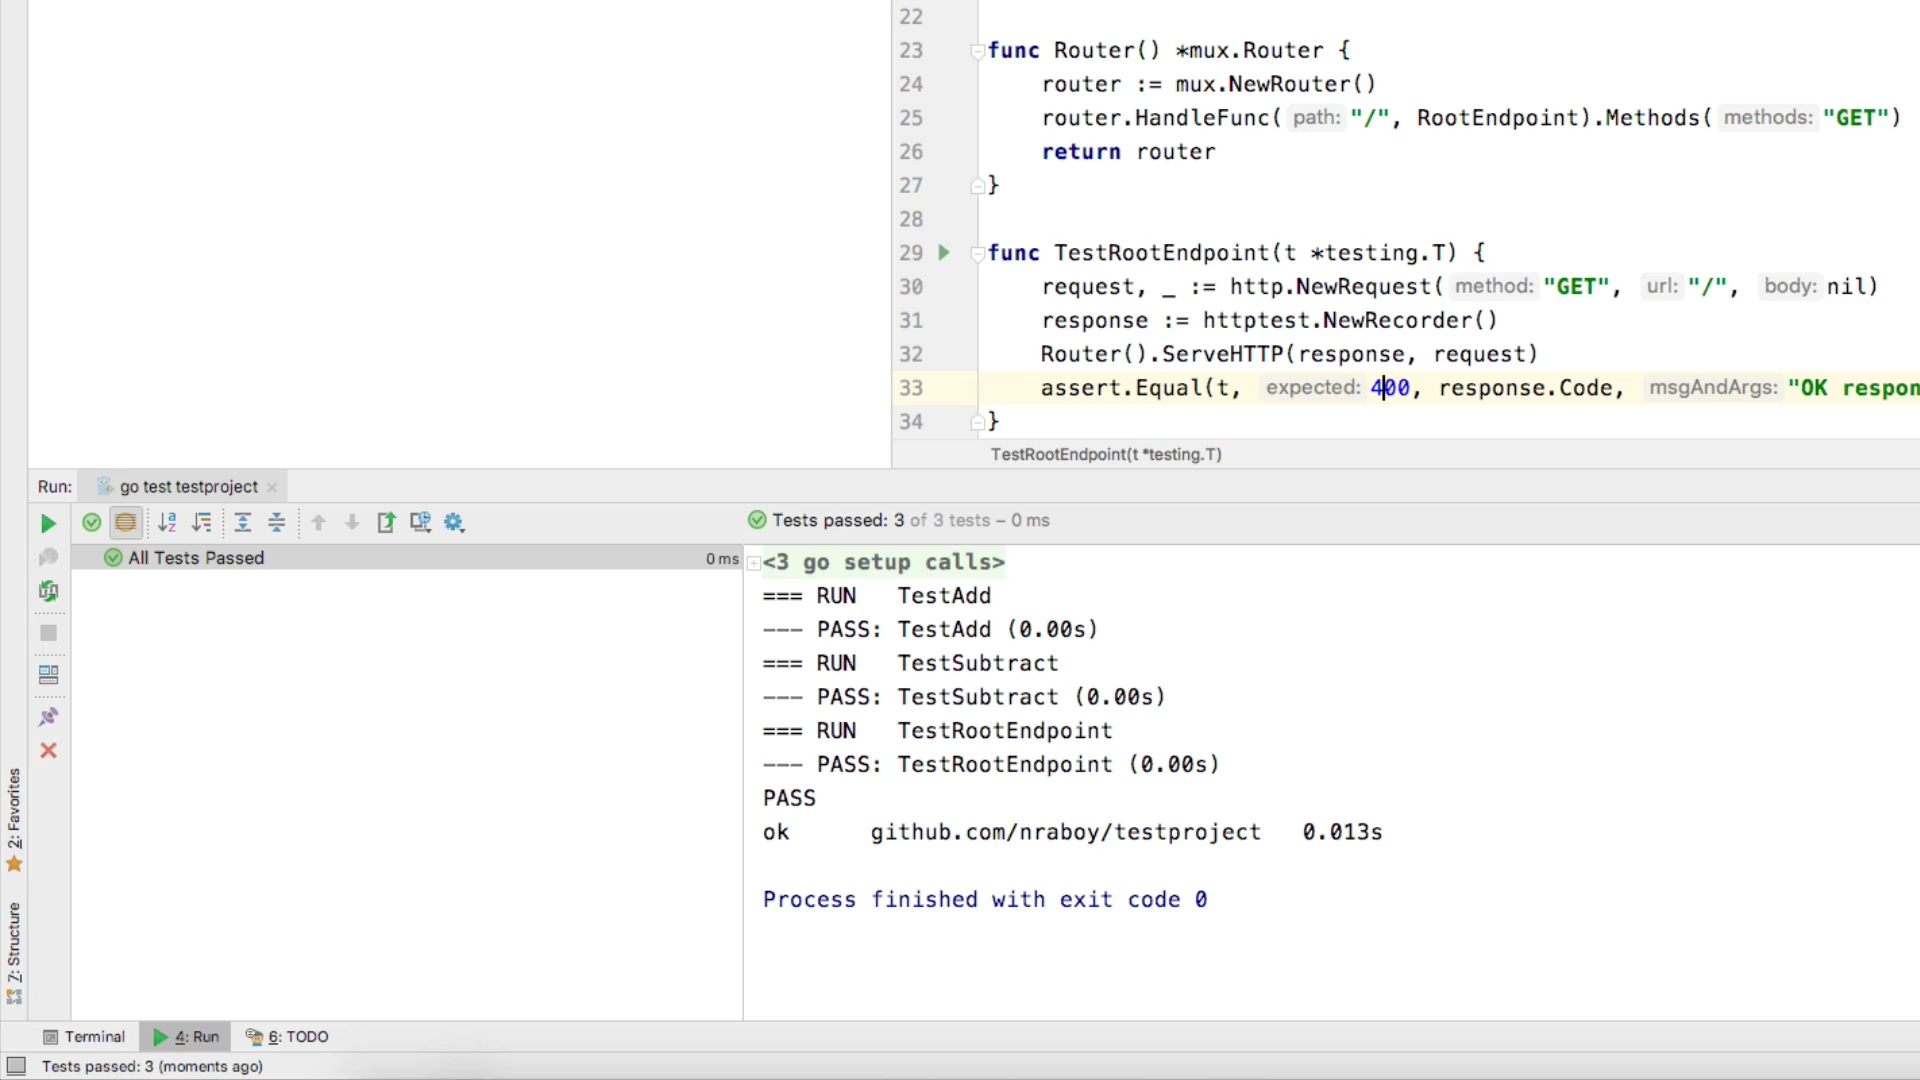 22
23 func Router() *mux.Router {
24 router := mux.NewRouter()
25 router.HandleFunc( path: "/", RootEndpoint).Methods( methods: "GET")
26 return router
27 }
28
29 func TestRootEndpoint(t *testing.T) {
30 request, _ := http.NewRequest( method: "GET", url: "/", body: nil)
31 response := httptest.NewRecorder()
32 Router().ServeHTTP(response, request)
33 assert.Equal(t, expected: 400, response.Code, msgAndArgs: "OK respon
34 }
TestRootEndpoint(t *testing.T)
Run: go test testproject
Tests passed: 3 of 3 tests – 0 ms
All Tests Passed 0 ms
<3 go setup calls>
=== RUN TestAdd
--- PASS: TestAdd (0.00s)
=== RUN TestSubtract
--- PASS: TestSubtract (0.00s)
=== RUN TestRootEndpoint
--- PASS: TestRootEndpoint (0.00s)
PASS
ok github.com/nraboy/testproject 0.013s
Process finished with exit code 0
2: Favorites
7: Structure
Terminal 4: Run 6: TODO
Tests passed: 3 (moments ago)